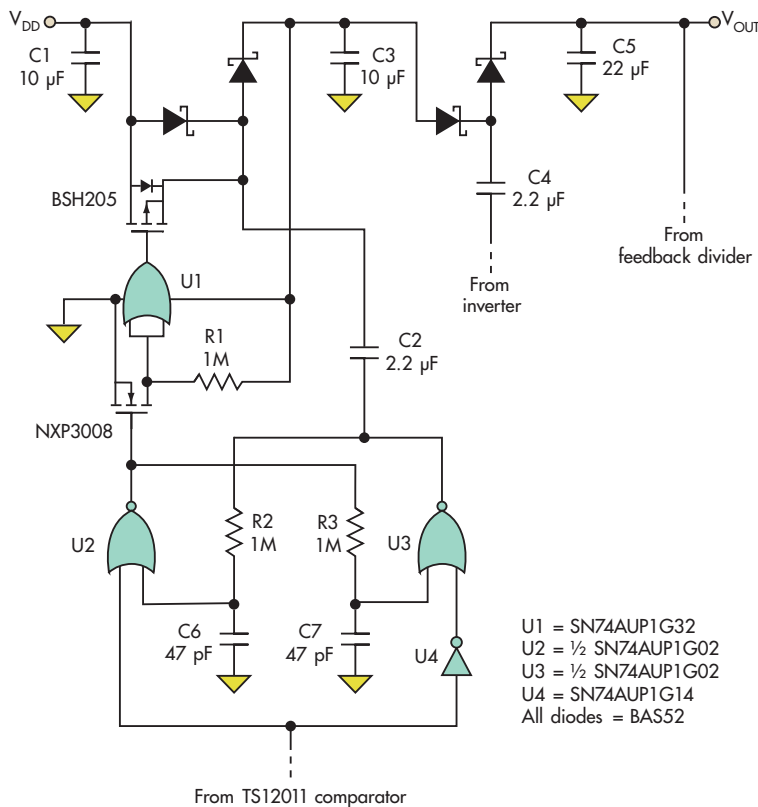 VDD
C1
10 µF
C3
10 µF
C5
22 µF
VOUT
BSH205
C4
2.2 µF
From
inverter
From
feedback divider
U1
R1
1M
C2
2.2 µF
NXP3008
U2
R2
1M
R3
1M
U3
C6
47 pF
C7
47 pF
U4
U1 = SN74AUP1G32
U2 = ½ SN74AUP1G02
U3 = ½ SN74AUP1G02
U4 = SN74AUP1G14
All diodes = BAS52
From TS12011 comparator